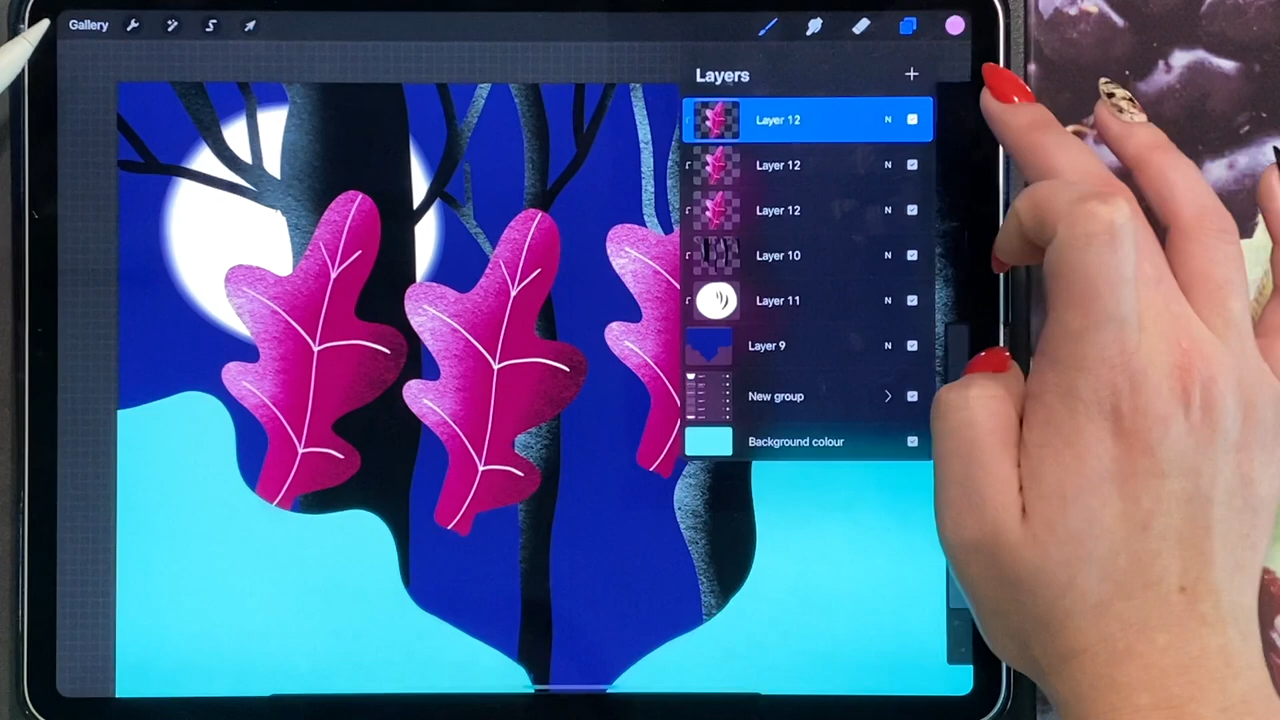 Gallery
Layers
Layer 12 N
Layer 12 N
Layer 12 N
Layer 10 N
Layer 11 N
Layer 9 N
New group
Background colour